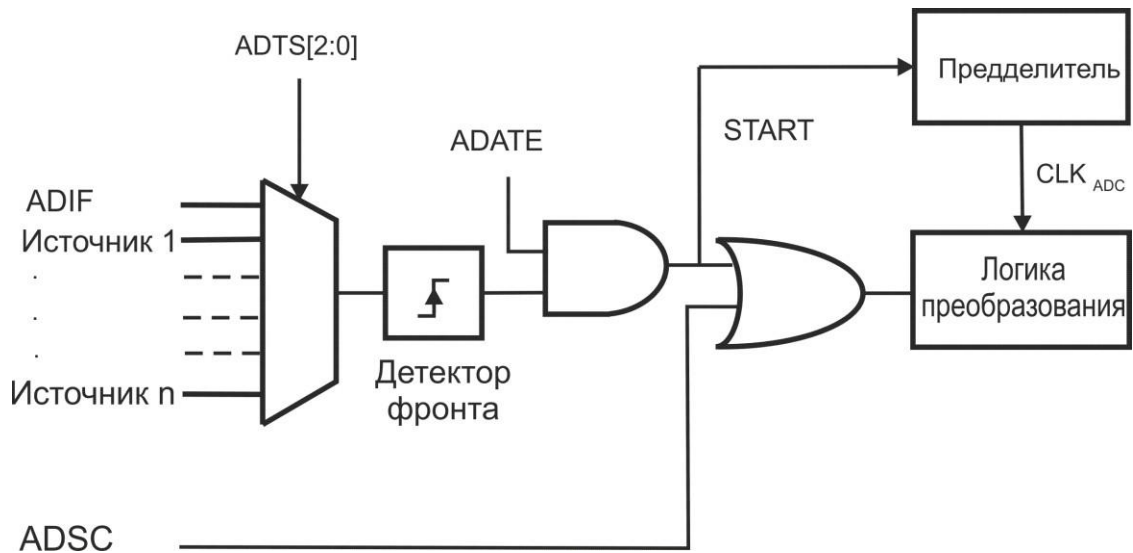 ADTS[2:0]
Предделитель
ADATE
START
CLK ADC
ADIF
Источник 1
.
.
.
Источник n
Детектор
фронта
Логика
преобразования
ADSC